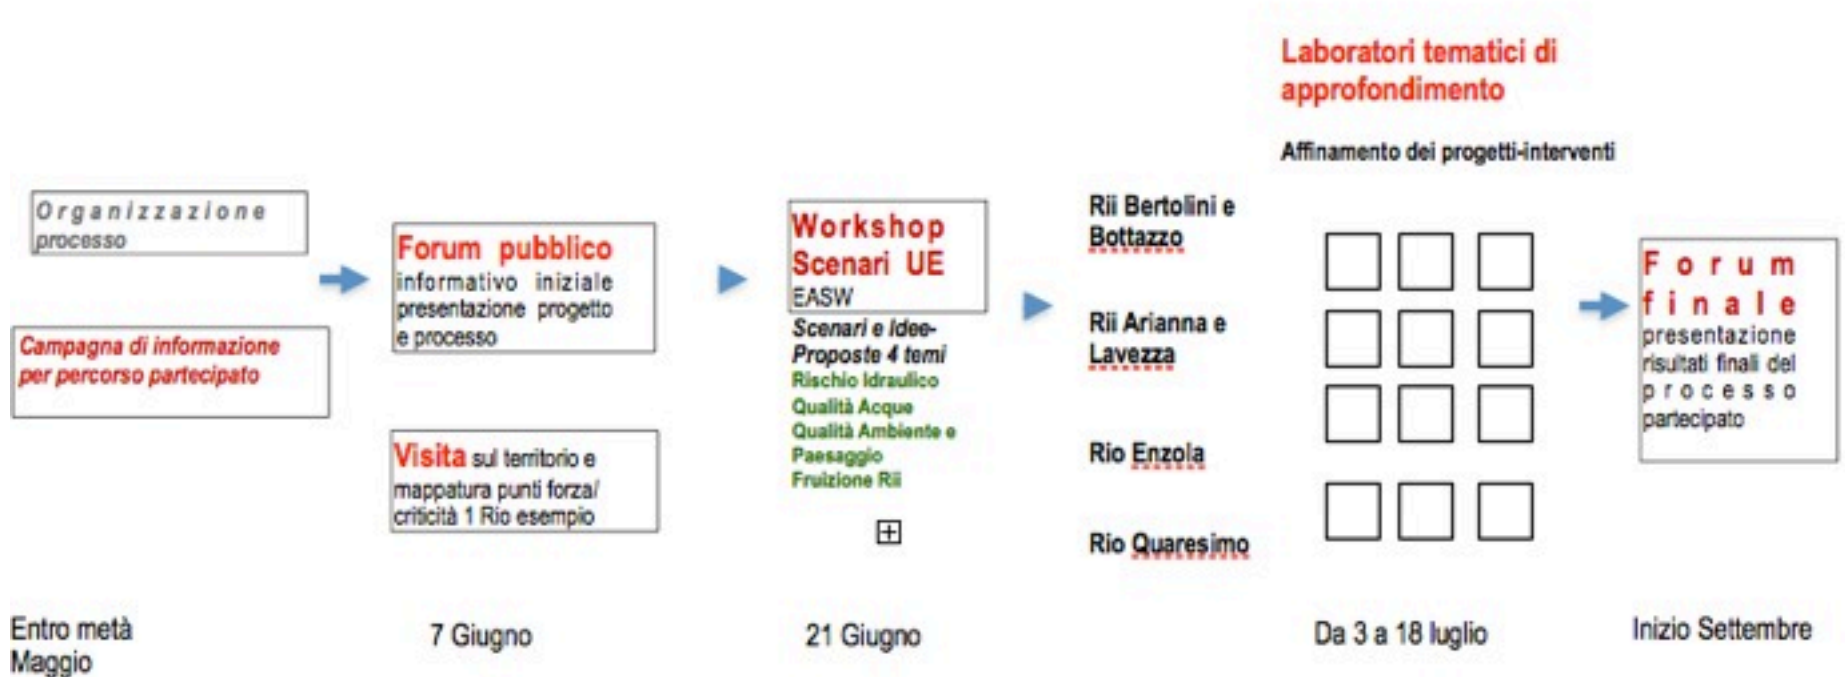 Laboratori tematici di
approfondimento
Affinamento dei progetti-interventi
Organizzazione
processo
Campagna di informazione
per percorso partecipato
Forum pubblico
informativo iniziale
presentazione progetto
e processo
Visita sul territorio e
mappatura punti forza/
criticità 1 Rio esempio
Workshop
Scenari UE
EASW
Scenari e Idee-
Proposte 4 temi
Rischio Idraulico
Qualità Acque
Qualità Ambiente e
Paesaggio
Fruizione Rii
Rii Bertolini e
Bottazzo
Rii Arianna e
Lavezza
Rio Enzola
Rio Quaresimo
Forum
finale
presentazione
risultati finali del
processo
partecipato
Entro metà
Maggio
7 Giugno
21 Giugno
Da 3 a 18 luglio
Inizio Settembre